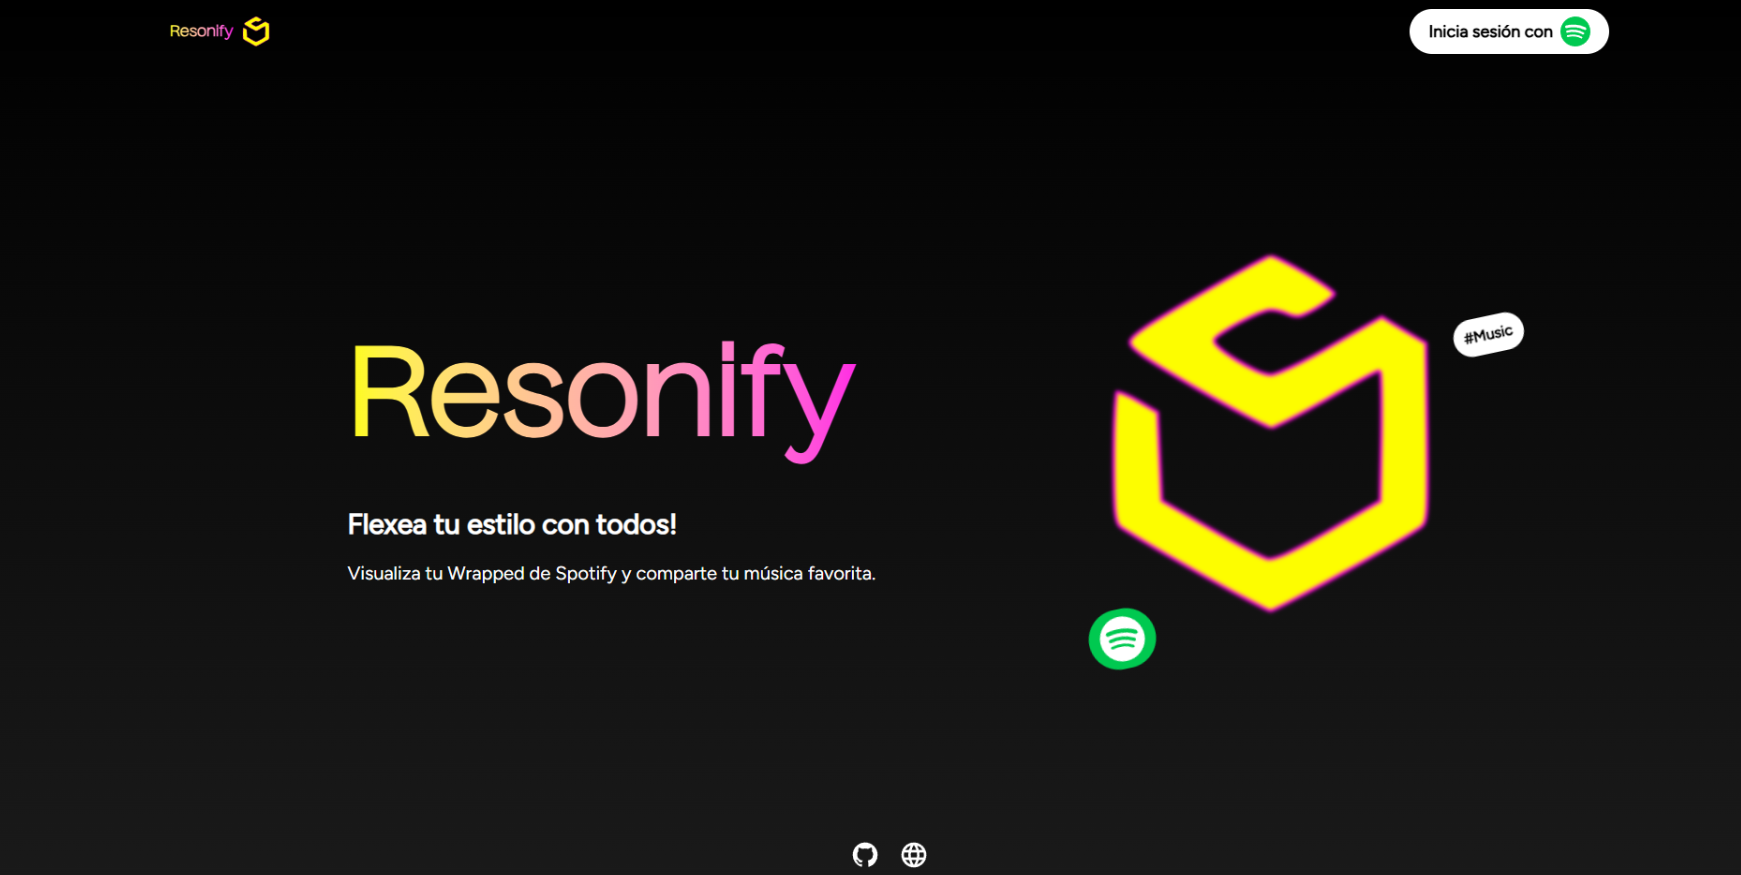 Resonify
Inicia sesión con
Resonify
#Music
Flexea tu estilo con todos!
Visualiza tu Wrapped de Spotify y comparte tu música favorita.